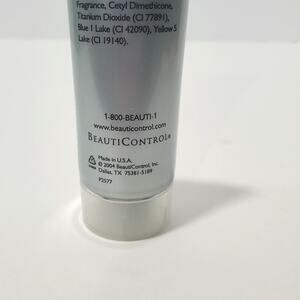 Fragrance, Cetyl Dimethicone,
Titanium Dioxide (CI 77891),
Blue 1 Lake (CI 42090), Yellow 5
Lake (CI 19140).
1-800-BEAUTI-1
www.beauticontrol.com
BEAUTICONTROL®
Made in U.S.A.
© 2004 BeautiControl, Inc.
Dallas, TX 75381-5189
P2577